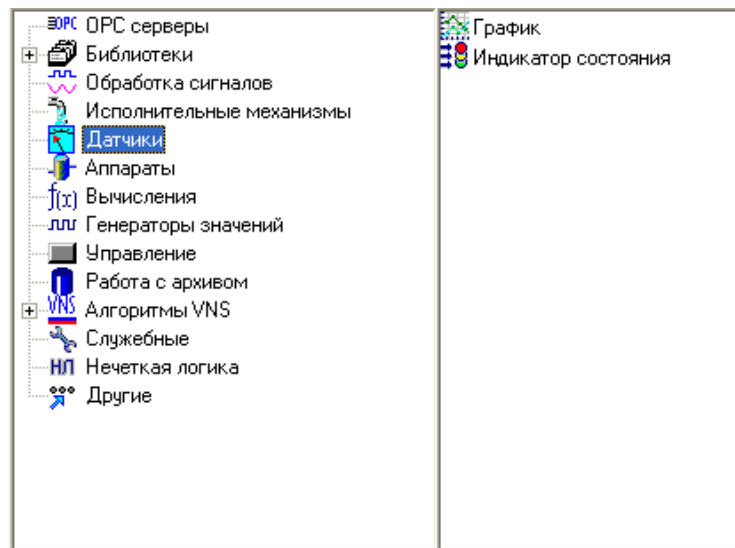 OPC OPC серверы
Библиотеки
Обработка сигналов
Исполнительные механизмы
Датчики
Аппараты
f(x) Вычисления
Генераторы значений
Управление
Работа с архивом
VNS Алгоритмы VNS
Служебные
НЛ Нечеткая логика
Другие
График
Индикатор состояния